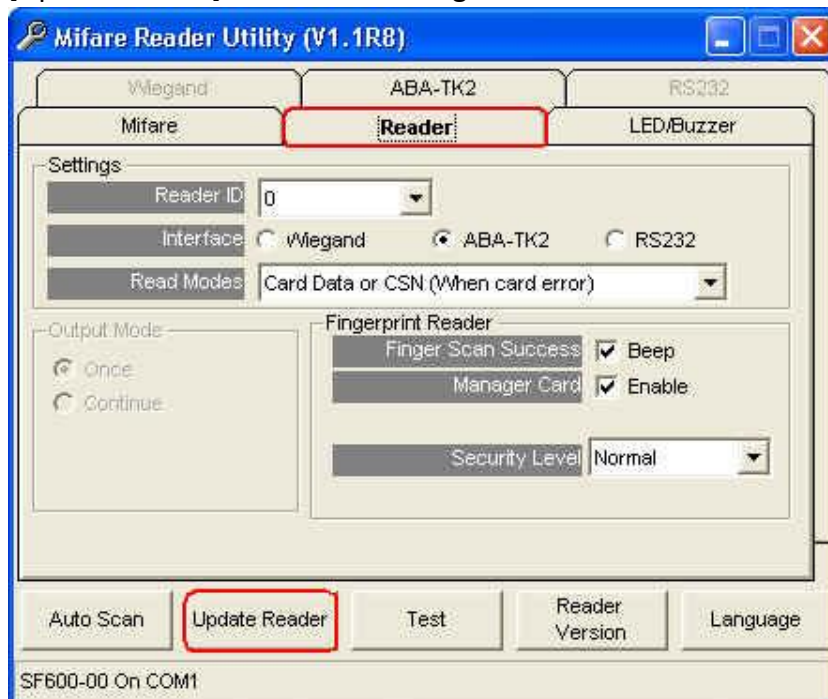 Mifare Reader Utility (V1.1R8)
Wiegand ABA-TK2 RS232
Mifare Reader LED/Buzzer
Settings
Reader ID 0
Interface Wiegand ABA-TK2 RS232
Read Modes Card Data or CSN (When card error)
Output Mode
Once
Continue
Fingerprint Reader
Finger Scan Success Beep
Manager Card Enable
Security Level Normal
Auto Scan Update Reader Test Reader Version Language
SF600-00 On COM1